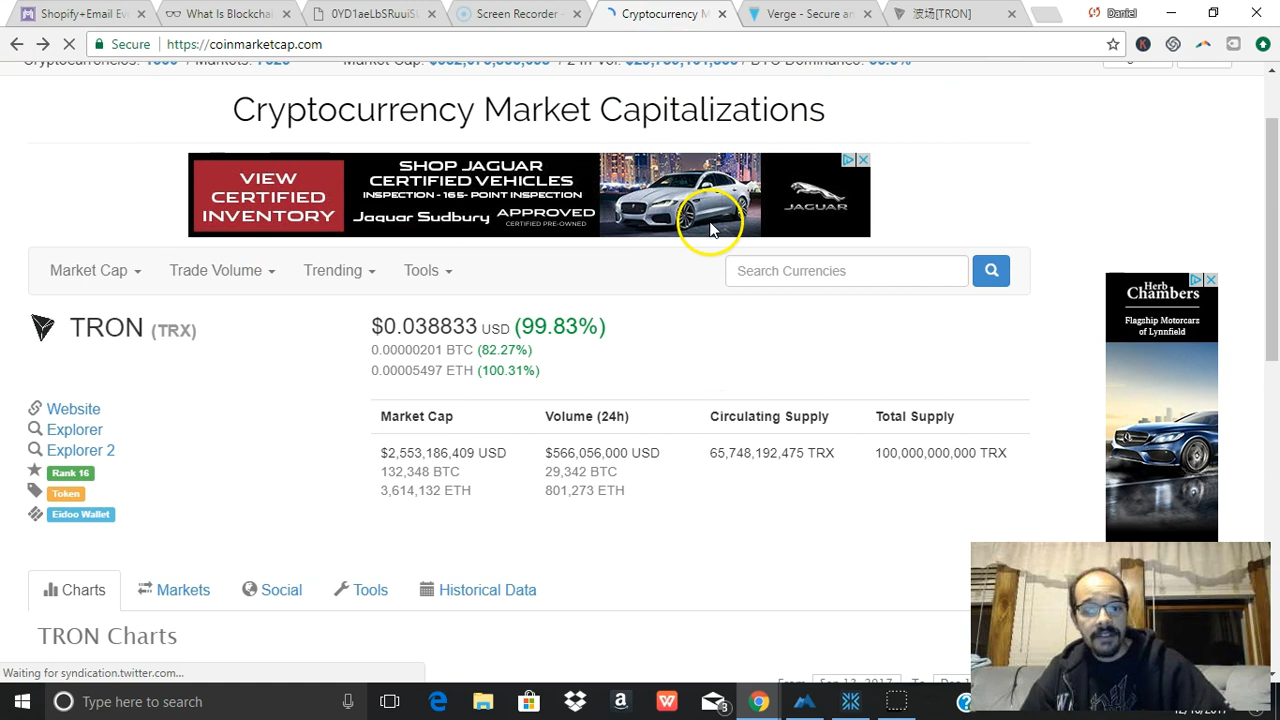 Shopify+Email Ev
What Is Blockchai
0YD1aeLbSRuuiSU
Screen Recorder -
Cryptocurrency M
Verge - Secure an
波场[TRON]
Daniel
Secure
https://coinmarketcap.com
Cryptocurrency Market Capitalizations
VIEW CERTIFIED INVENTORY
SHOP JAGUAR
CERTIFIED VEHICLES
INSPECTION - 165- POINT INSPECTION
Jaguar Sudbury APPROVED
CERTIFIED PRE-OWNED
JAGUAR
Market Cap
Trade Volume
Trending
Tools
Search Currencies
TRON (TRX)
$0.038833 USD (99.83%)
0.00000201 BTC (82.27%)
0.00005497 ETH (100.31%)
Herb
Chambers
Flagship Motorcars
of Lynnfield
Website
Explorer
Explorer 2
Rank 16
Token
Eidoo Wallet
Market Cap Volume (24h) Circulating Supply Total Supply
$2,553,186,409 USD $566,056,000 USD 65,748,192,475 TRX 100,000,000,000 TRX
132,348 BTC 29,342 BTC
3,614,132 ETH 801,273 ETH
Charts
Markets
Social
Tools
Historical Data
TRON Charts
Waiting for syndication.twitter.com...
Type here to search
3